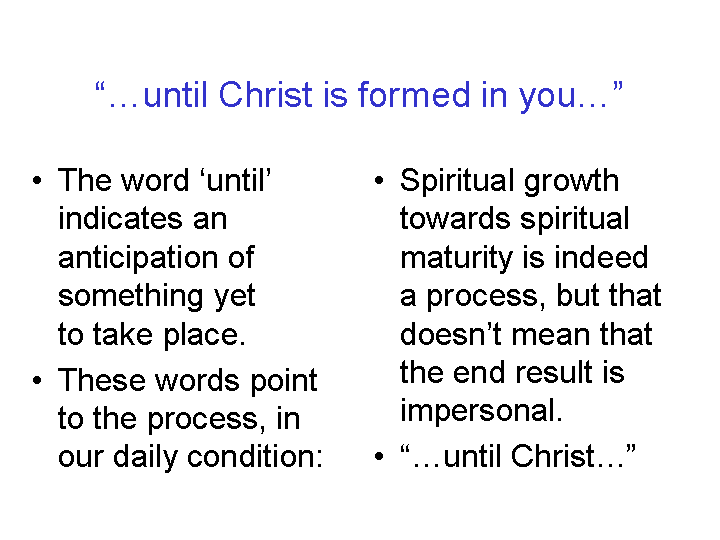 “…until Christ is formed in you…”
• The word ‘until’
indicates an
anticipation of
something yet
to take place.
• These words point
to the process, in
our daily condition:
• Spiritual growth
towards spiritual
maturity is indeed
a process, but that
doesn’t mean that
the end result is
impersonal.
• “…until Christ…”